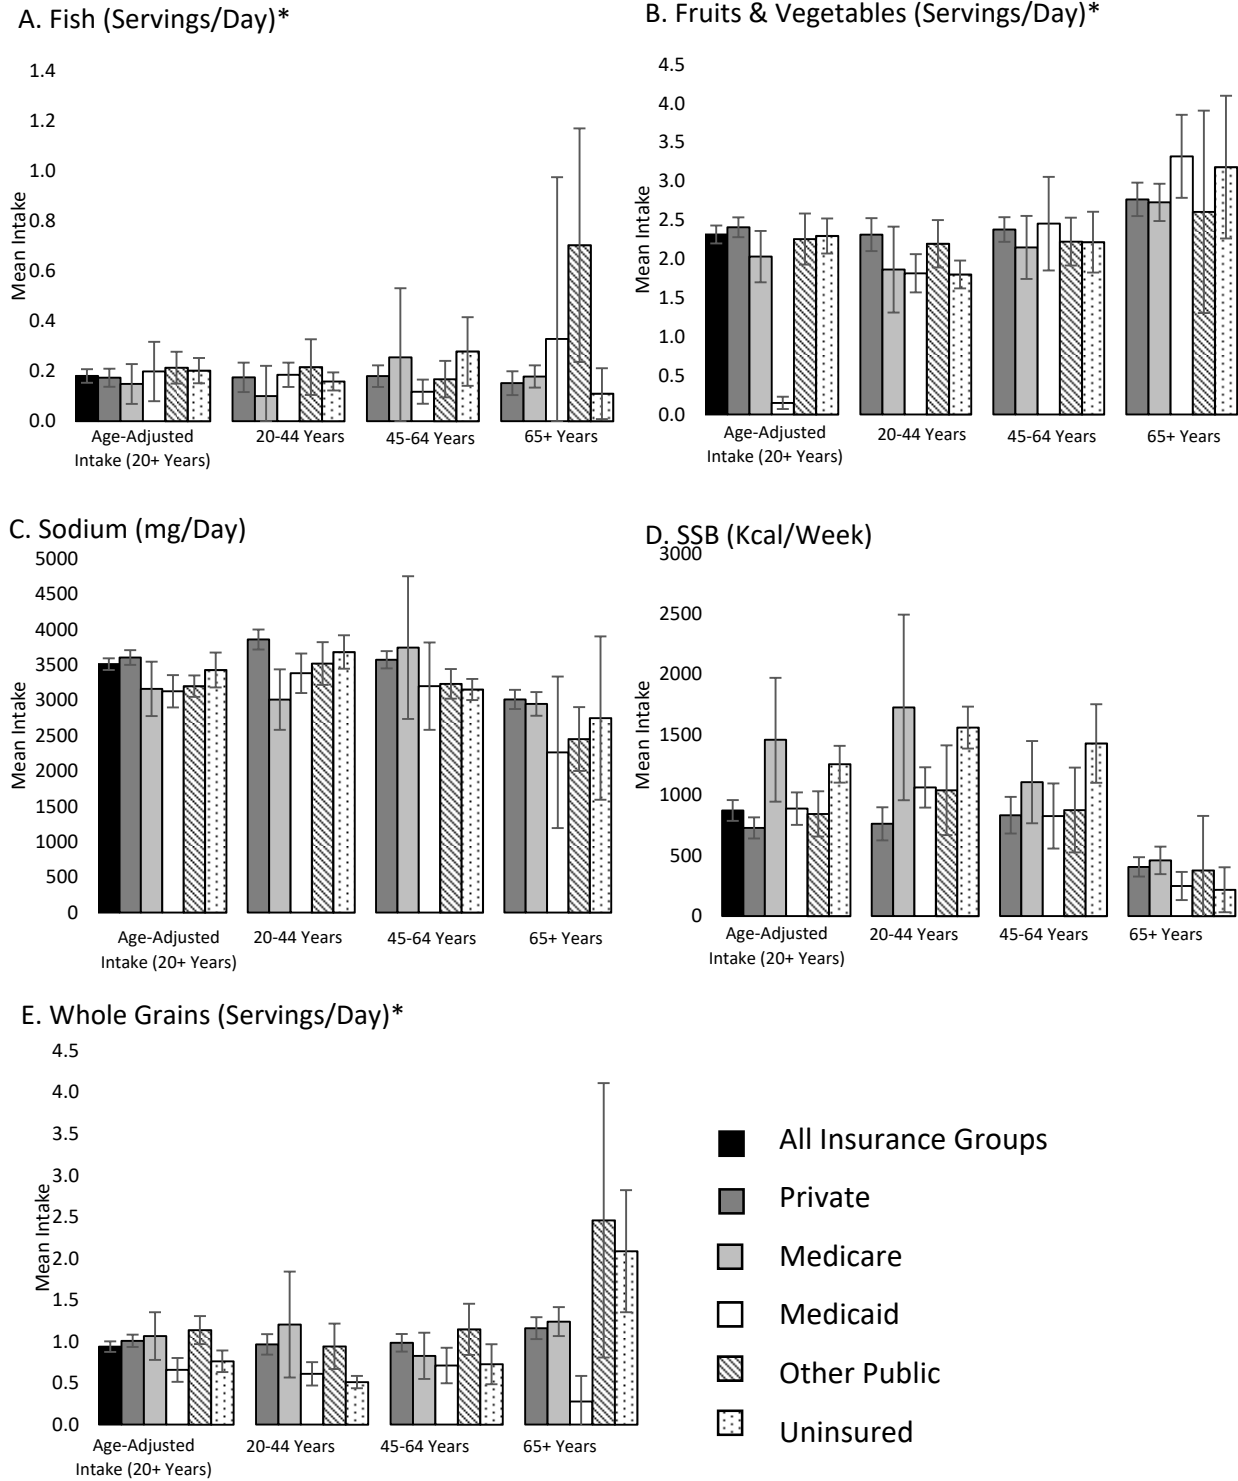 A. Fish (Servings/Day)*
1.4
1.2
1.0
0.8
0.6
0.4
0.2
0.0
Mean Intake
Age-Adjusted
Intake (20+ Years)
20-44 Years
45-64 Years
65+ Years
B. Fruits & Vegetables (Servings/Day)*
4.5
4.0
3.5
3.0
2.5
2.0
1.5
1.0
0.5
0.0
Mean Intake
Age-Adjusted
Intake (20+ Years)
20-44 Years
45-64 Years
65+ Years
C. Sodium (mg/Day)
5000
4500
4000
3500
3000
2500
2000
1500
1000
500
0
Mean Intake
Age-Adjusted
Intake (20+ Years)
20-44 Years
45-64 Years
65+ Years
D. SSB (Kcal/Week)
3000
2500
2000
1500
1000
500
0
Mean Intake
Age-Adjusted
Intake (20+ Years)
20-44 Years
45-64 Years
65+ Years
E. Whole Grains (Servings/Day)*
4.5
4.0
3.5
3.0
2.5
2.0
1.5
1.0
0.5
0.0
Mean Intake
Age-Adjusted
Intake (20+ Years)
20-44 Years
45-64 Years
65+ Years
All Insurance Groups
Private
Medicare
Medicaid
Other Public
Uninsured